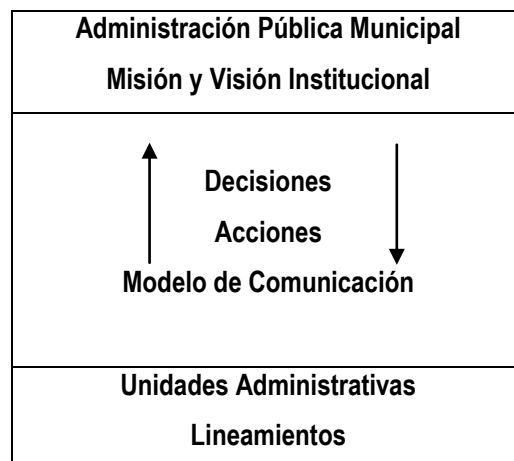 Administración Pública Municipal
Misión y Visión Institucional
Decisiones
Acciones
Modelo de Comunicación
Unidades Administrativas
Lineamientos